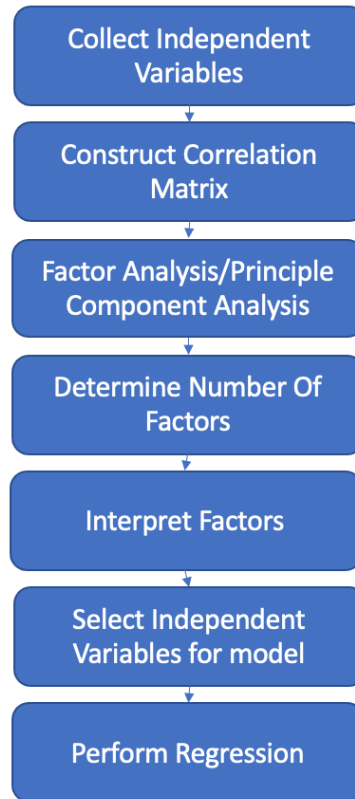 Collect Independent
Variables
Construct Correlation
Matrix
Factor Analysis/Principle
Component Analysis
Determine Number Of
Factors
Interpret Factors
Select Independent
Variables for model
Perform Regression